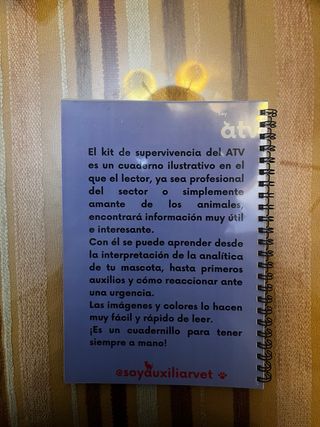 Soy
atv
El kit de supervivencia del ATV
es un cuaderno ilustrativo en el
que el lector, ya sea profesional
del sector o simplemente
amante de los animales,
encontrará información muy útil
e interesante.
Con él se puede aprender desde
la interpretación de la analítica
de tu mascota, hasta primeros
auxilios y cómo reaccionar ante
una urgencia.
Las imágenes y colores lo hacen
muy fácil y rápido de leer.
¡Es un cuadernillo para tener
siempre a mano!
@soyauxiliarvet